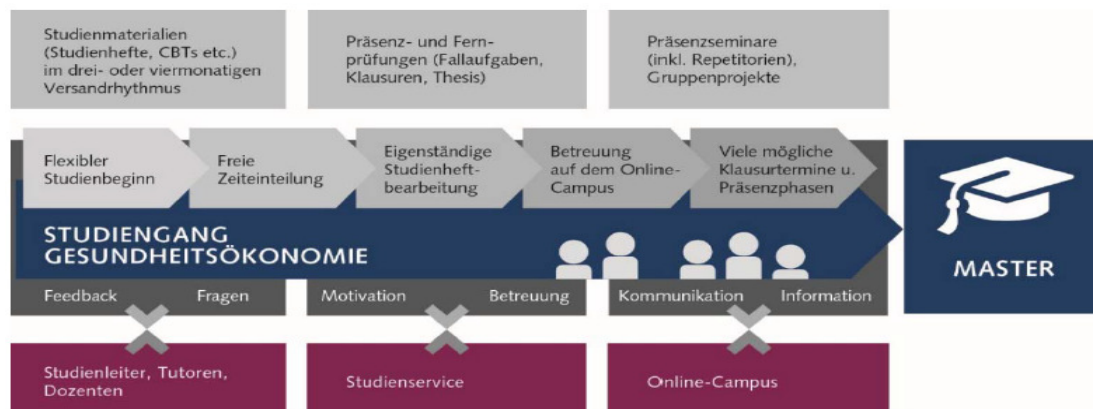 Studienmaterialien
(Studienhefte, CBTs etc.)
im drei- oder viermonatigen
Versandrhythmus
Präsenz- und Fern-
prüfungen (Fallaufgaben,
Klausuren, Thesis)
Präsenzseminare
(inkl. Repetitorien),
Gruppenprojekte
Flexibler
Studienbeginn
Freie
Zeiteinteilung
Eigenständige
Studienheft-
bearbeitung
Betreuung
auf dem Online-
Campus
Viele mögliche
Klausurtermine u.
Präsenzphasen
STUDIENGANG
GESUNDHEITSÖKONOMIE
MASTER
Feedback
Fragen
Motivation
Betreuung
Kommunikation
Information
Studienleiter, Tutoren,
Dozenten
Studienservice
Online-Campus